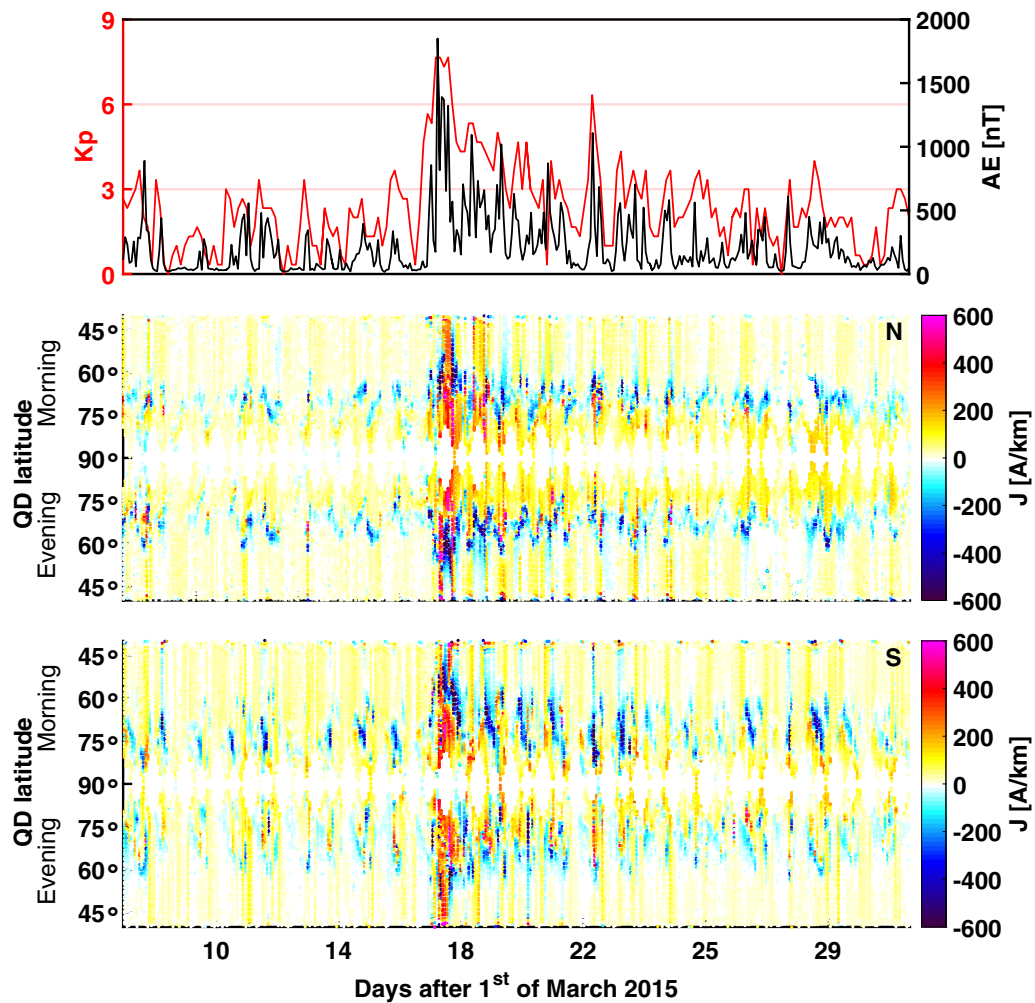 9
6
3
0
Kp
2000
1500
1000
500
0
AE [nT]
N
45°
60°
75°
90°
75°
60°
45°
Morning
Evening
QD latitude
600
400
200
0
-200
-400
-600
J [A/km]
S
45°
60°
75°
90°
75°
60°
45°
Morning
Evening
QD latitude
600
400
200
0
-200
-400
-600
J [A/km]
10 14 18 22 25 29
Days after 1st of March 2015